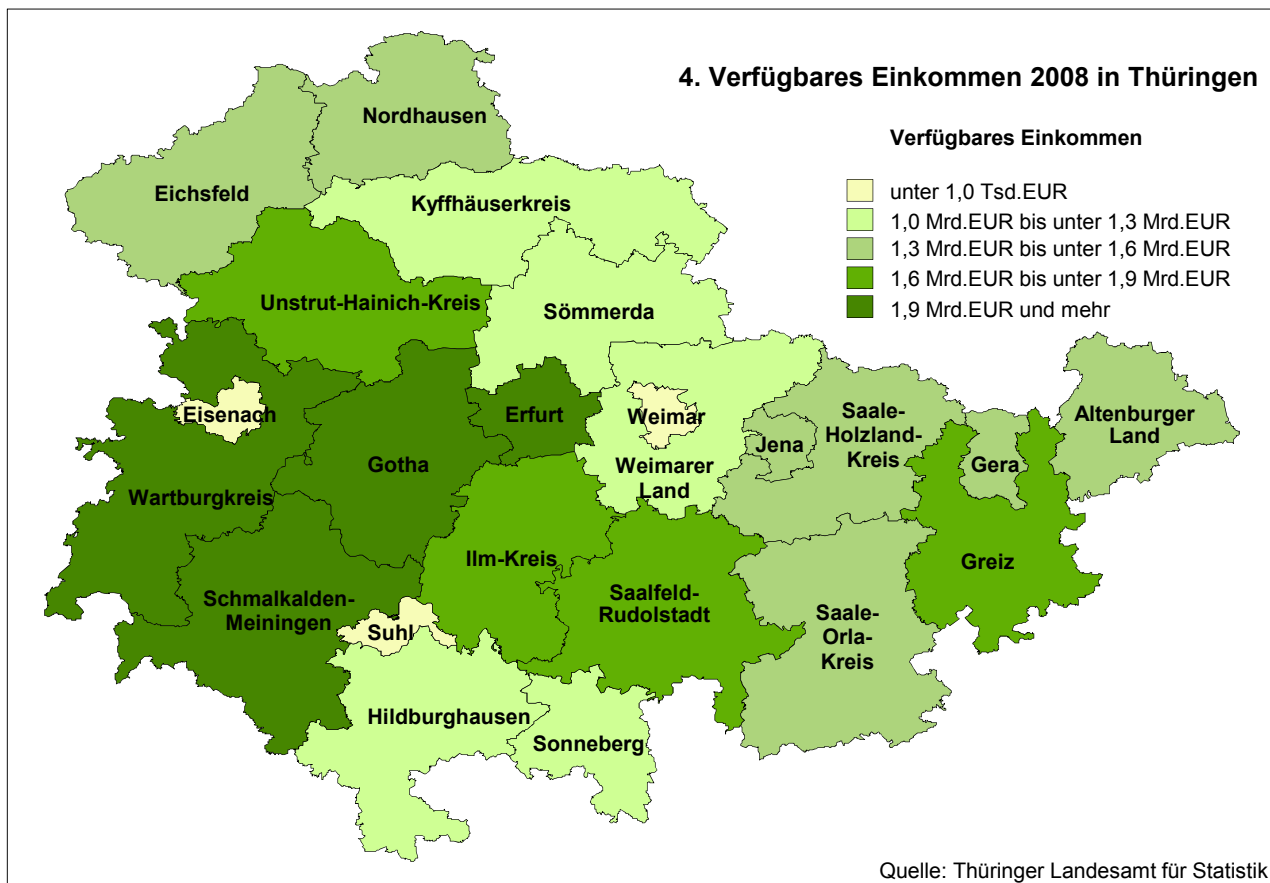 4. Verfügbares Einkommen 2008 in Thüringen
Verfügbares Einkommen
unter 1,0 Tsd.EUR
1,0 Mrd.EUR bis unter 1,3 Mrd.EUR
1,3 Mrd.EUR bis unter 1,6 Mrd.EUR
1,6 Mrd.EUR bis unter 1,9 Mrd.EUR
1,9 Mrd.EUR und mehr
Nordhausen
Eichsfeld
Kyffhäuserkreis
Unstrut-Hainich-Kreis
Sömmerda
Eisenach
Erfurt
Weimar
Jena
Saale-
Holzland-
Kreis
Altenburger
Land
Gera
Gotha
Weimarer
Land
Wartburgkreis
Ilm-Kreis
Greiz
Schmalkalden-
Meiningen
Saalfeld-
Rudolstadt
Saale-
Orla-
Kreis
Suhl
Hildburghausen
Sonneberg
Quelle: Thüringer Landesamt für Statistik